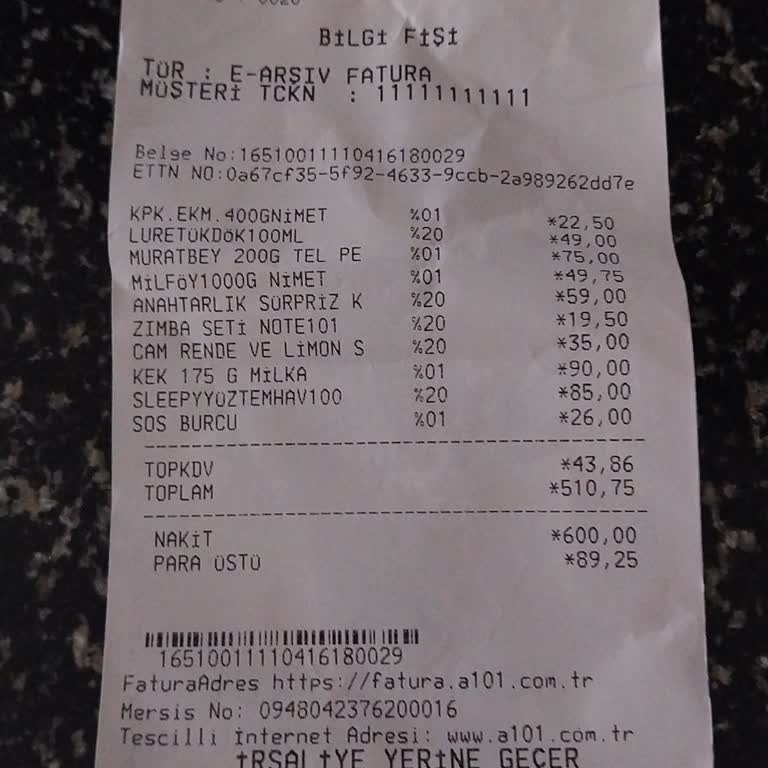 BİLGİ FİŞİ
TÜR : E-ARŞIV FATURA
MÜŞTERİ TCKN : 11111111111
Belge No:16510011110416180029
ETTN NO:0a67cf35-5f92-4633-9ccb-2a989262dd7e
KPK.EKM.400GNİMET %01 *22,50
LURETÜKDÖK100ML %20 *49,00
MURATBEY 200G TEL PE %01 *75,00
MİLFÖY1000G NİMET %01 *49,75
ANAHTARLIK SÜRPRİZ K %20 *59,00
ZIMBA SETİ NOTE101 %20 *19,50
CAM RENDE VE LİMON S %20 *35,00
KEK 175 G MİLKA %01 *90,00
SLEEPYYÜZTEMHAV100 %20 *85,00
SOS BURCU %01 *26,00
TOPKDV *43,86
TOPLAM *510,75
NAKİT *600,00
PARA ÜSTÜ *89,25
16510011110416180029
FaturaAdres https://fatura.a101.com.tr
Mersis No: 0948042376200016
Tescilli İnternet Adresi: www.a101.com.tr
İRSALİYE YERİNE GEÇER